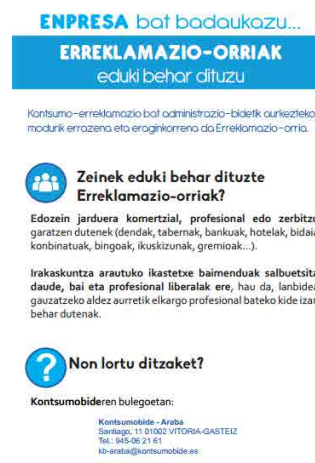 ENPRESA bat badaukazu...
ERREKLAMAZIO-ORRIAK
eduki behar dituzu
Kontsumo-erreklamazio bat administrazio-bidetik aurkezteko
modurik errazena eta eraginkorrena da Erreklamazio-orria.
Zeinek eduki behar dituzte
Erreklamazio-orriak?
Edozein jarduera komertzial, profesional edo zerbitzu
garatzen dutenek (dendak, tabernak, bankuak, hotelak, bidaia
konbinatuak, bingoak, ikuskizunak, gremioak...).
Irakaskuntza arautuko ikastetxe baimenduak salbuetsita
daude, bai eta profesional liberalak ere, hau da, lanbidea
gauzatzeko aldez aurretik elkargo profesional bateko kide izan
behar dutenak.
Non lortu ditzaket?
Kontsumobideren bulegoetan:
Kontsumobide - Araba
Santiago, 11 01002 VITORIA-GASTEIZ
Tel.: 945-06 21 61
kb-araba@kontsumobide.es